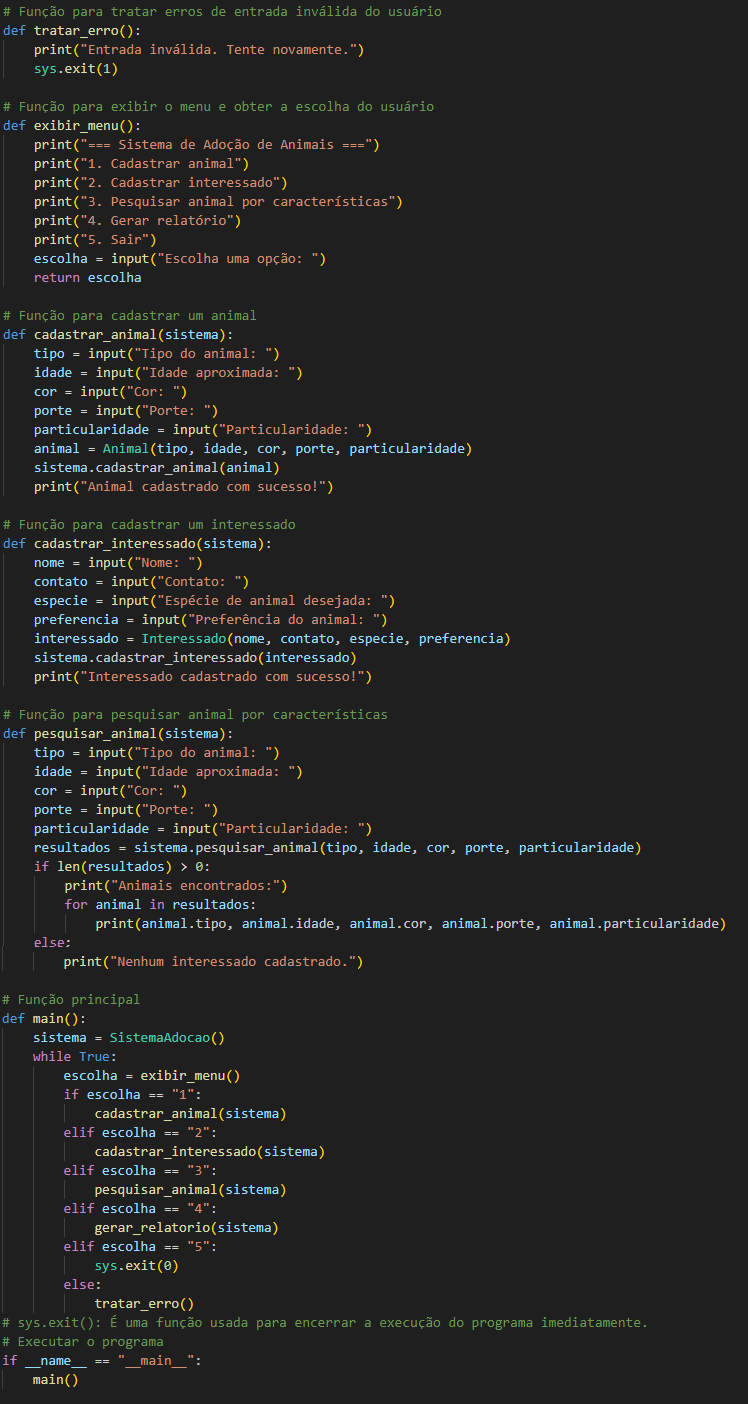 # Função para tratar erros de entrada inválida do usuário
def tratar_erro():
    print("Entrada inválida. Tente novamente.")
    sys.exit(1)

# Função para exibir o menu e obter a escolha do usuário
def exibir_menu():
    print("=== Sistema de Adoção de Animais ===")
    print("1. Cadastrar animal")
    print("2. Cadastrar interessado")
    print("3. Pesquisar animal por características")
    print("4. Gerar relatório")
    print("5. Sair")
    escolha = input("Escolha uma opção: ")
    return escolha

# Função para cadastrar um animal
def cadastrar_animal(sistema):
    tipo = input("Tipo do animal: ")
    idade = input("Idade aproximada: ")
    cor = input("Cor: ")
    porte = input("Porte: ")
    particularidade = input("Particularidade: ")
    animal = Animal(tipo, idade, cor, porte, particularidade)
    sistema.cadastrar_animal(animal)
    print("Animal cadastrado com sucesso!")

# Função para cadastrar um interessado
def cadastrar_interessado(sistema):
    nome = input("Nome: ")
    contato = input("Contato: ")
    especie = input("Espécie de animal desejada: ")
    preferencia = input("Preferência do animal: ")
    interessado = Interessado(nome, contato, especie, preferencia)
    sistema.cadastrar_interessado(interessado)
    print("Interessado cadastrado com sucesso!")

# Função para pesquisar animal por características
def pesquisar_animal(sistema):
    tipo = input("Tipo do animal: ")
    idade = input("Idade aproximada: ")
    cor = input("Cor: ")
    porte = input("Porte: ")
    particularidade = input("Particularidade: ")
    resultados = sistema.pesquisar_animal(tipo, idade, cor, porte, particularidade)
    if len(resultados) > 0:
        print("Animais encontrados:")
        for animal in resultados:
            print(animal.tipo, animal.idade, animal.cor, animal.porte, animal.particularidade)
    else:
        print("Nenhum interessado cadastrado.")

# Função principal
def main():
    sistema = SistemaAdocao()
    while True:
        escolha = exibir_menu()
        if escolha == "1":
            cadastrar_animal(sistema)
        elif escolha == "2":
            cadastrar_interessado(sistema)
        elif escolha == "3":
            pesquisar_animal(sistema)
        elif escolha == "4":
            gerar_relatorio(sistema)
        elif escolha == "5":
            sys.exit(0)
        else:
            tratar_erro()
# sys.exit(): É uma função usada para encerrar a execução do programa imediatamente.
# Executar o programa
if __name__ == "__main__":
    main()